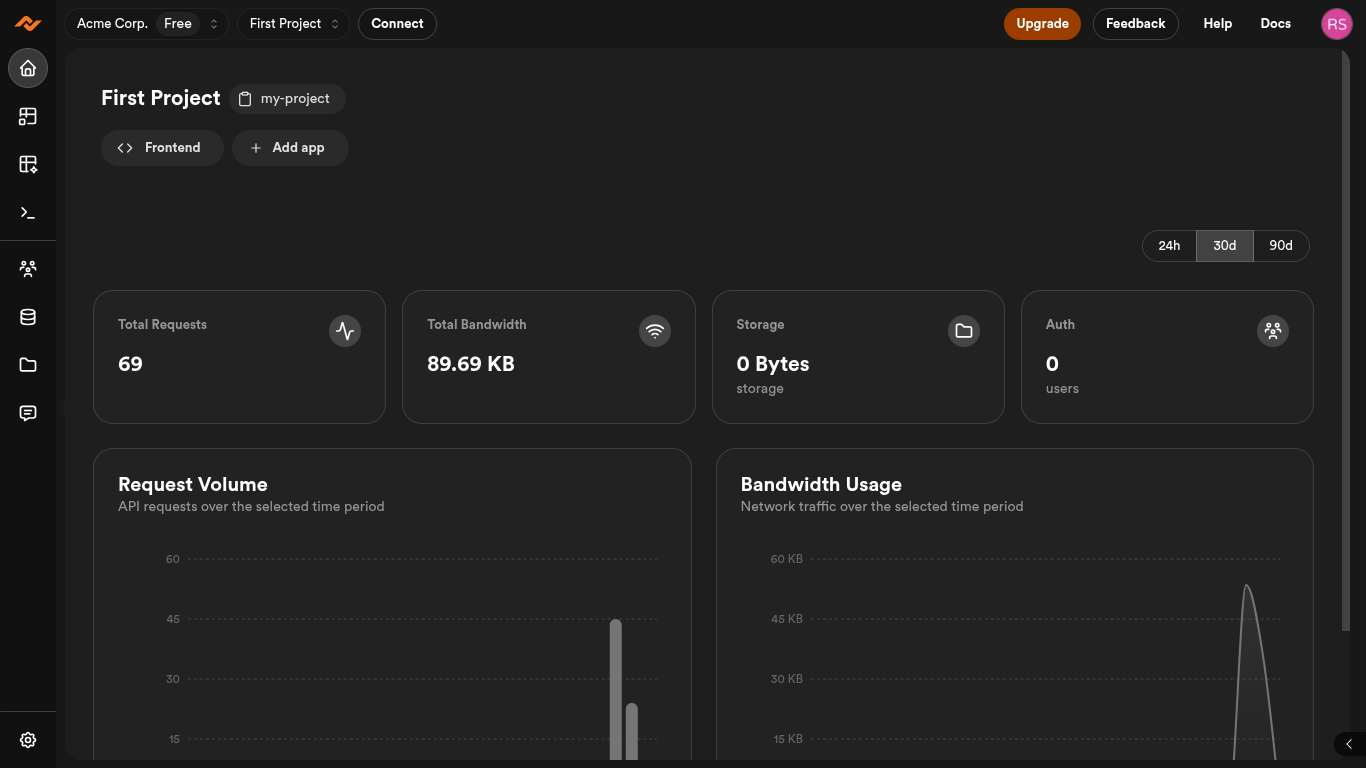 Acme Corp. Free First Project Connect Upgrade Feedback Help Docs RS
First Project my-project
Frontend Add app
24h 30d 90d
Total Requests
69
Total Bandwidth
89.69 KB
Storage
0 Bytes
storage
Auth
0
users
Request Volume
API requests over the selected time period
60
45
30
15
Bandwidth Usage
Network traffic over the selected time period
60 KB
45 KB
30 KB
15 KB